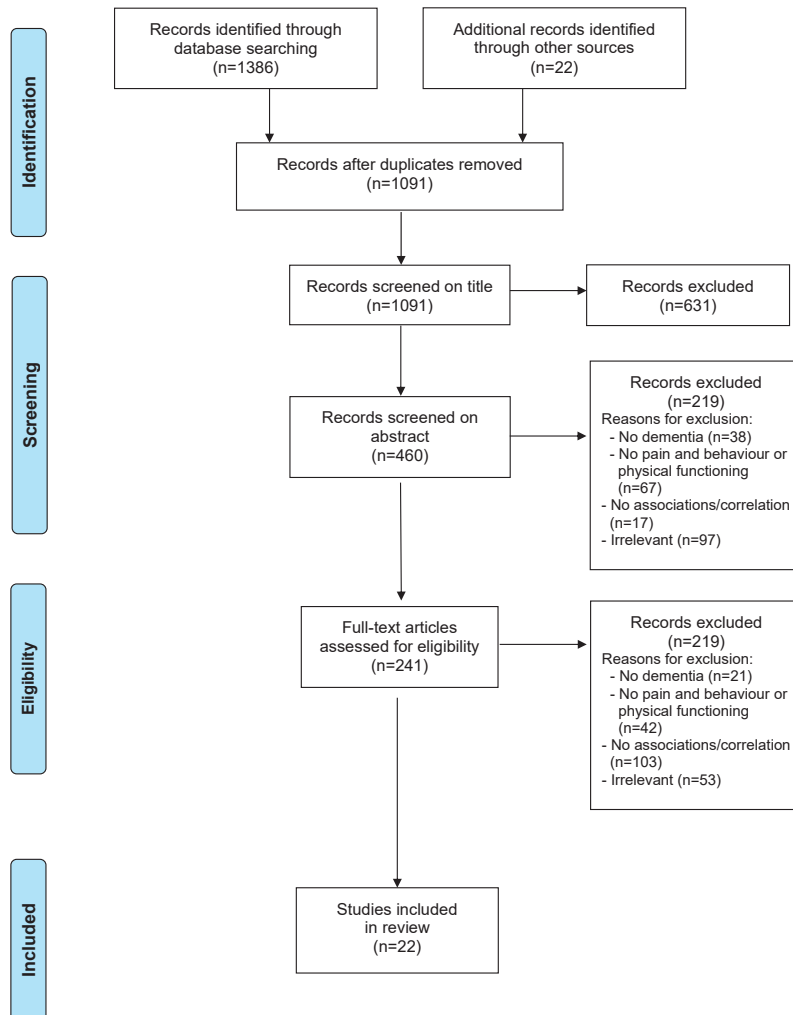 Identification
Records identified through
database searching
(n=1386)
Additional records identified
through other sources
(n=22)
Records after duplicates removed
(n=1091)
Screening
Records screened on title
(n=1091)
Records excluded
(n=631)
Records screened on
abstract
(n=460)
Records excluded
(n=219)
Reasons for exclusion:
- No dementia (n=38)
- No pain and behaviour or
physical functioning
(n=67)
- No associations/correlation
(n=17)
- Irrelevant (n=97)
Eligibility
Full-text articles
assessed for eligibility
(n=241)
Records excluded
(n=219)
Reasons for exclusion:
- No dementia (n=21)
- No pain and behaviour or
physical functioning
(n=42)
- No associations/correlation
(n=103)
- Irrelevant (n=53)
Included
Studies included
in review
(n=22)